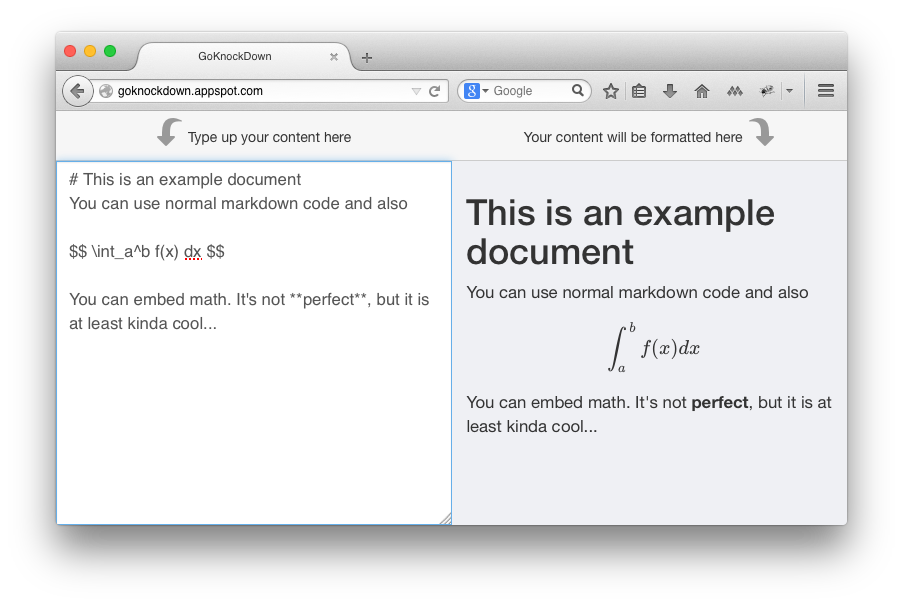 GoKnockDown
goknockdown.appspot.com
Google
Type up your content here
Your content will be formatted here
# This is an example document
You can use normal markdown code and also
$$ \int_a^b f(x) dx $$
You can embed math. It's not **perfect**, but it is
at least kinda cool...
This is an example
document
You can use normal markdown code and also
∫_a^b f(x)dx
You can embed math. It's not perfect, but it is at
least kinda cool...